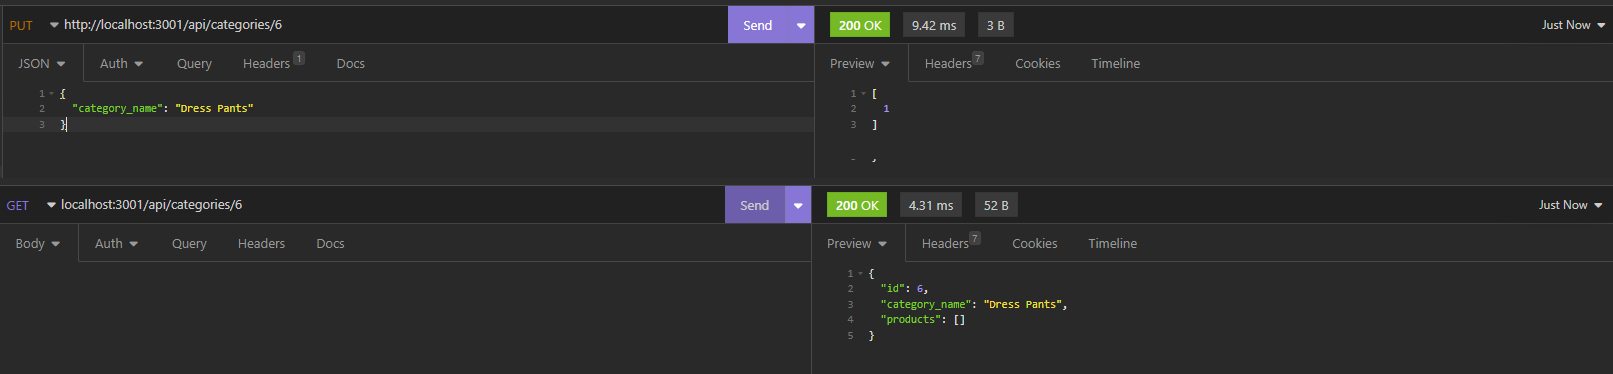 PUT http://localhost:3001/api/categories/6 Send 200 OK 9.42 ms 3 B Just Now
JSON Auth Query Headers 1 Docs Preview Headers 7 Cookies Timeline
1 {
2 "category_name": "Dress Pants"
3 }
1 [
2 1
3 ]
GET localhost:3001/api/categories/6 Send 200 OK 4.31 ms 52 B Just Now
Body Auth Query Headers Docs Preview Headers 7 Cookies Timeline
1 {
2 "id": 6,
3 "category_name": "Dress Pants",
4 "products": []
5 }